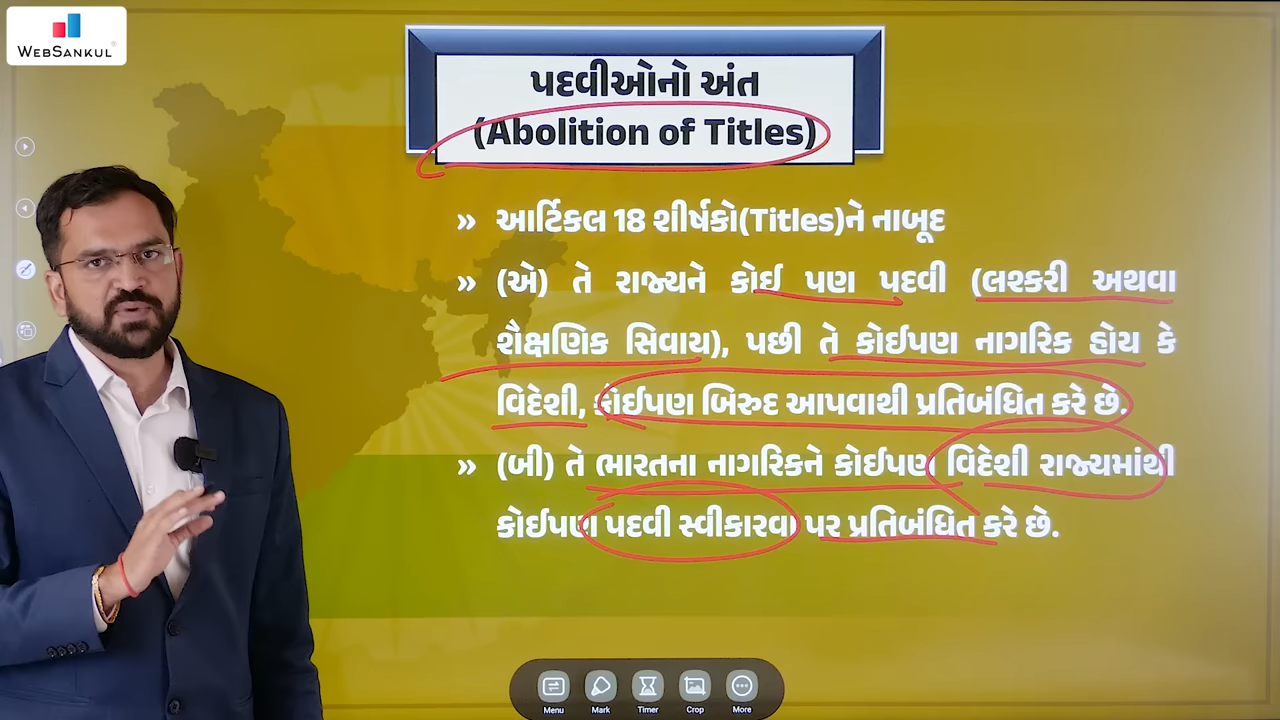 WEBSANKUL
પદવીઓનો અંત
(Abolition of Titles)
» આર્ટિકલ 18 શીર્ષકો(Titles)ને નાબૂદ
» (એ) તે રાજ્યને કોઈ પણ પદવી (લશ્કરી અથવા
શૈક્ષણિક સિવાય), પછી તે કોઈપણ નાગરિક હોય કે
વિદેશી, કોઈપણ બિરુદ આપવાથી પ્રતિબંધિત કરે છે.
» (બી) તે ભારતના નાગરિકને કોઈપણ વિદેશી રાજ્યમાંથી
કોઈપણ પદવી સ્વીકારવા પર પ્રતિબંધિત કરે છે.
Menu Mark Timer Crop More